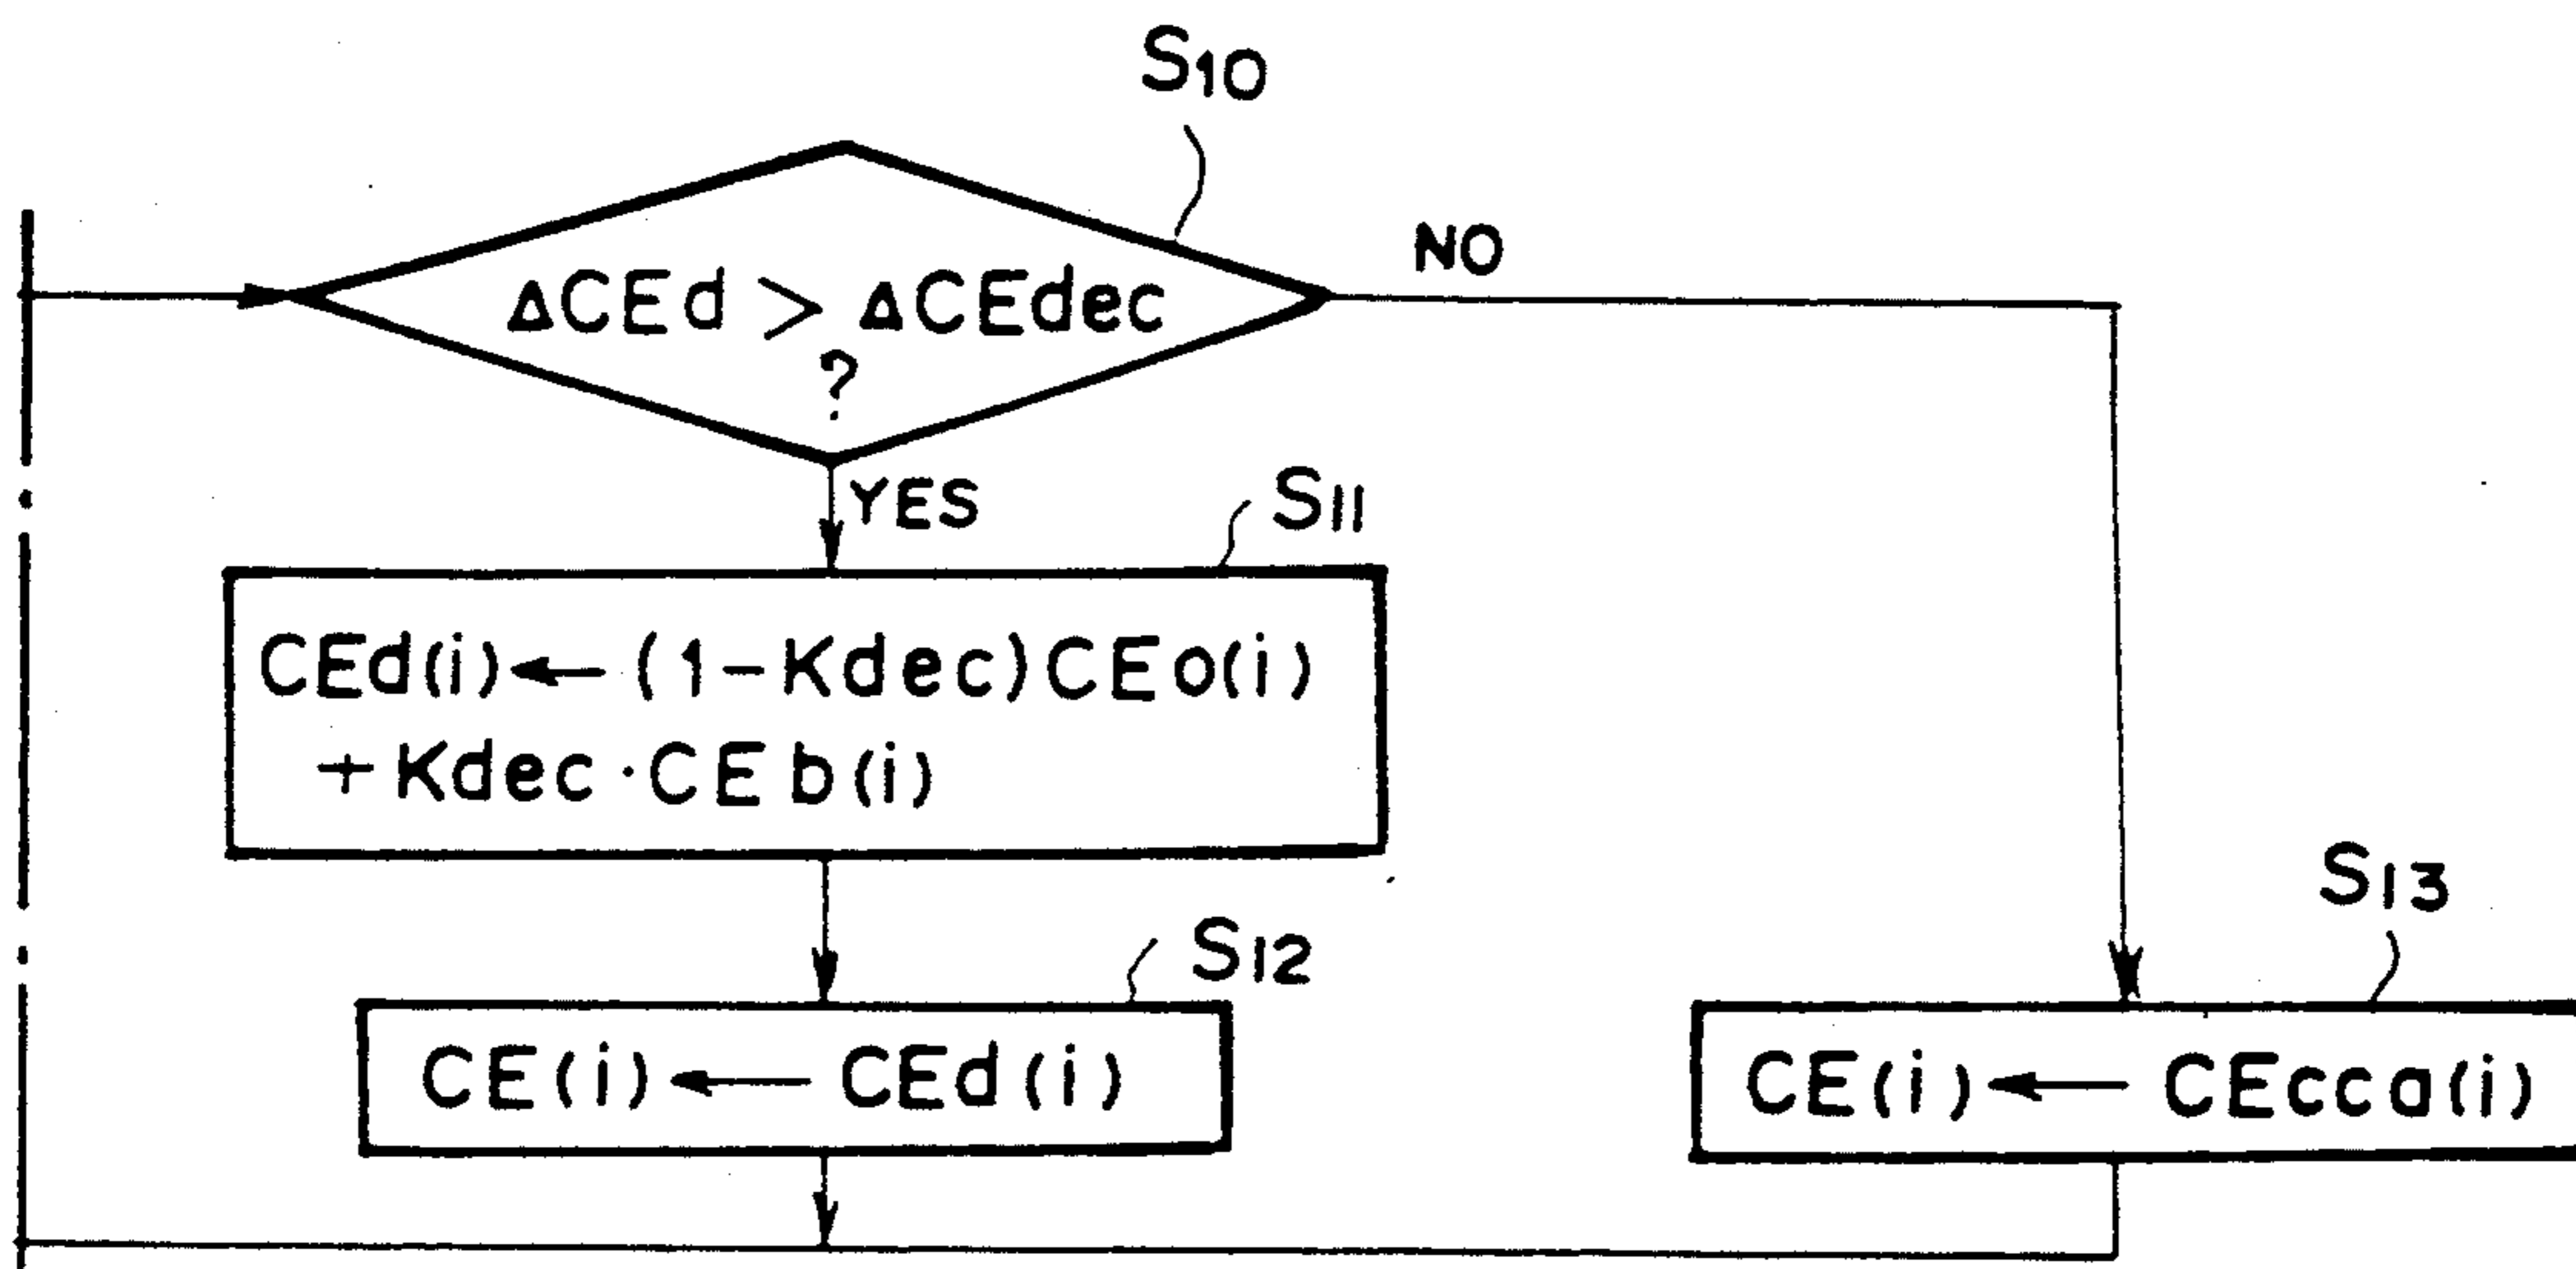 S10
ΔCEd > ΔCEdec
?
NO
YES
S11
CEd(i) ← (1-Kdec)CEo(i)
+ Kdec·CEb(i)
S12
CE(i) ← CEd(i)
S13
CE(i) ← CEcca(i)